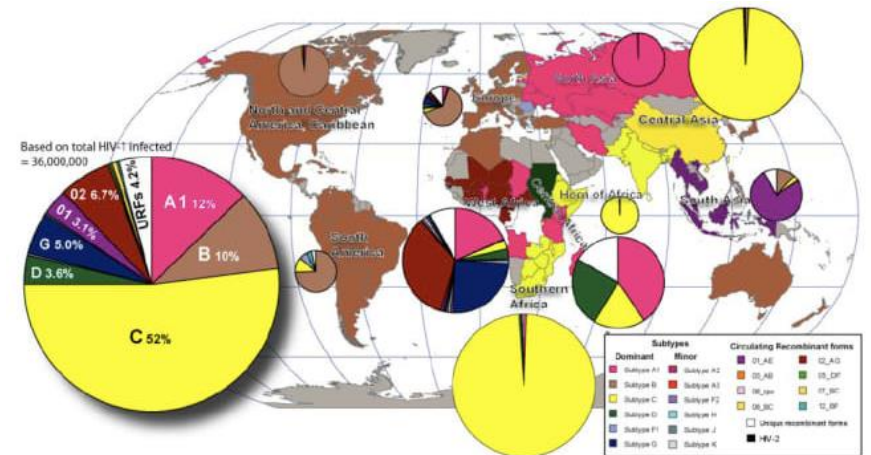 North and Central
America, Caribbean
Europe
Central Asia
Based on total HIV-1 infected
= 36,000,000
02 6.7%
URFs 4.2%
01 3.1%
A1 12%
G 5.0%
B 10%
D 3.6%
C 52%
West Africa
Horn of Africa
South Asia
South
America
Southern
Africa
Subtypes
Dominant
Minor
Subtype A1
Subtype A2
Subtype B
Subtype A3
Subtype C
Subtype F2
Subtype D
Subtype H
Subtype F1
Subtype J
Subtype G
Subtype K
Circulating Recombinant forms
01_AE
02_AG
03_AB
05_DF
07_BC
08_BC
12_BF
Unique recombinant forms
HIV-2